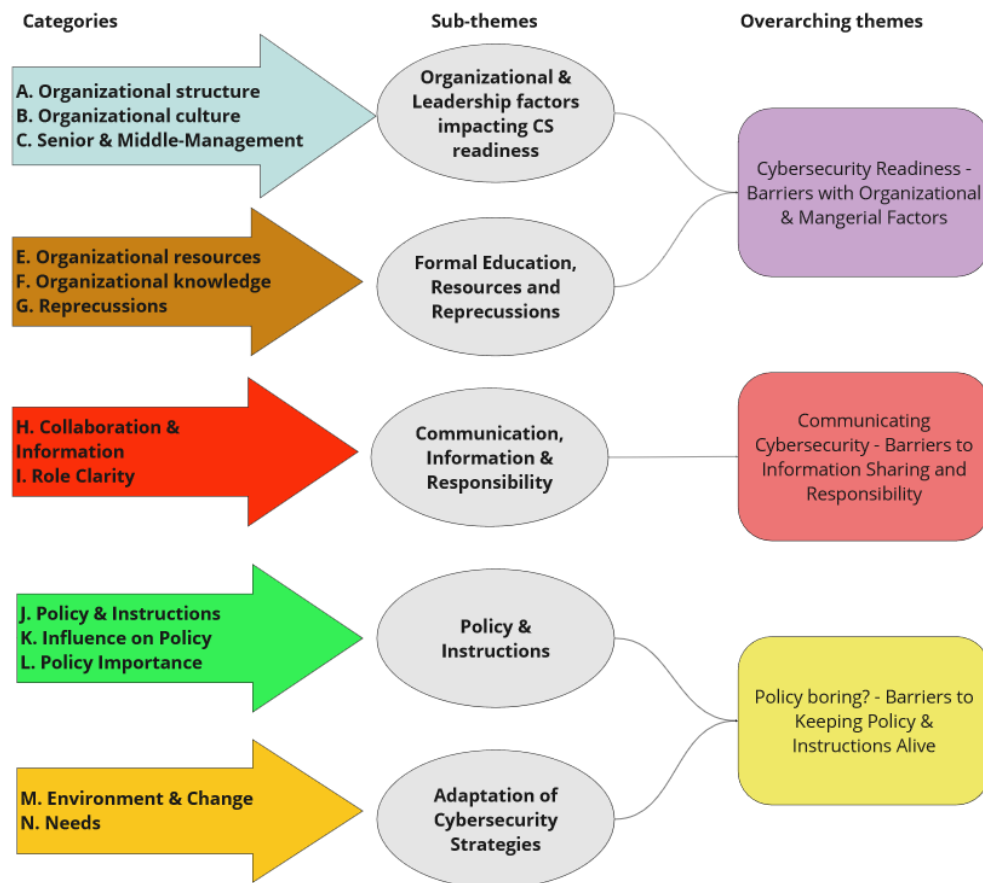 Categories
Sub-themes
Overarching themes
A. Organizational structure
B. Organizational culture
C. Senior & Middle-Management
Organizational &
Leadership factors
impacting CS
readiness
Cybersecurity Readiness -
Barriers with Organizational
& Mangerial Factors
E. Organizational resources
F. Organizational knowledge
G. Reprecussions
Formal Education,
Resources and
Reprecussions
H. Collaboration &
Information
I. Role Clarity
Communication,
Information &
Responsibility
Communicating
Cybersecurity - Barriers to
Information Sharing and
Responsibility
J. Policy & Instructions
K. Influence on Policy
L. Policy Importance
Policy &
Instructions
Policy boring? - Barriers to
Keeping Policy &
Instructions Alive
M. Environment & Change
N. Needs
Adaptation of
Cybersecurity
Strategies